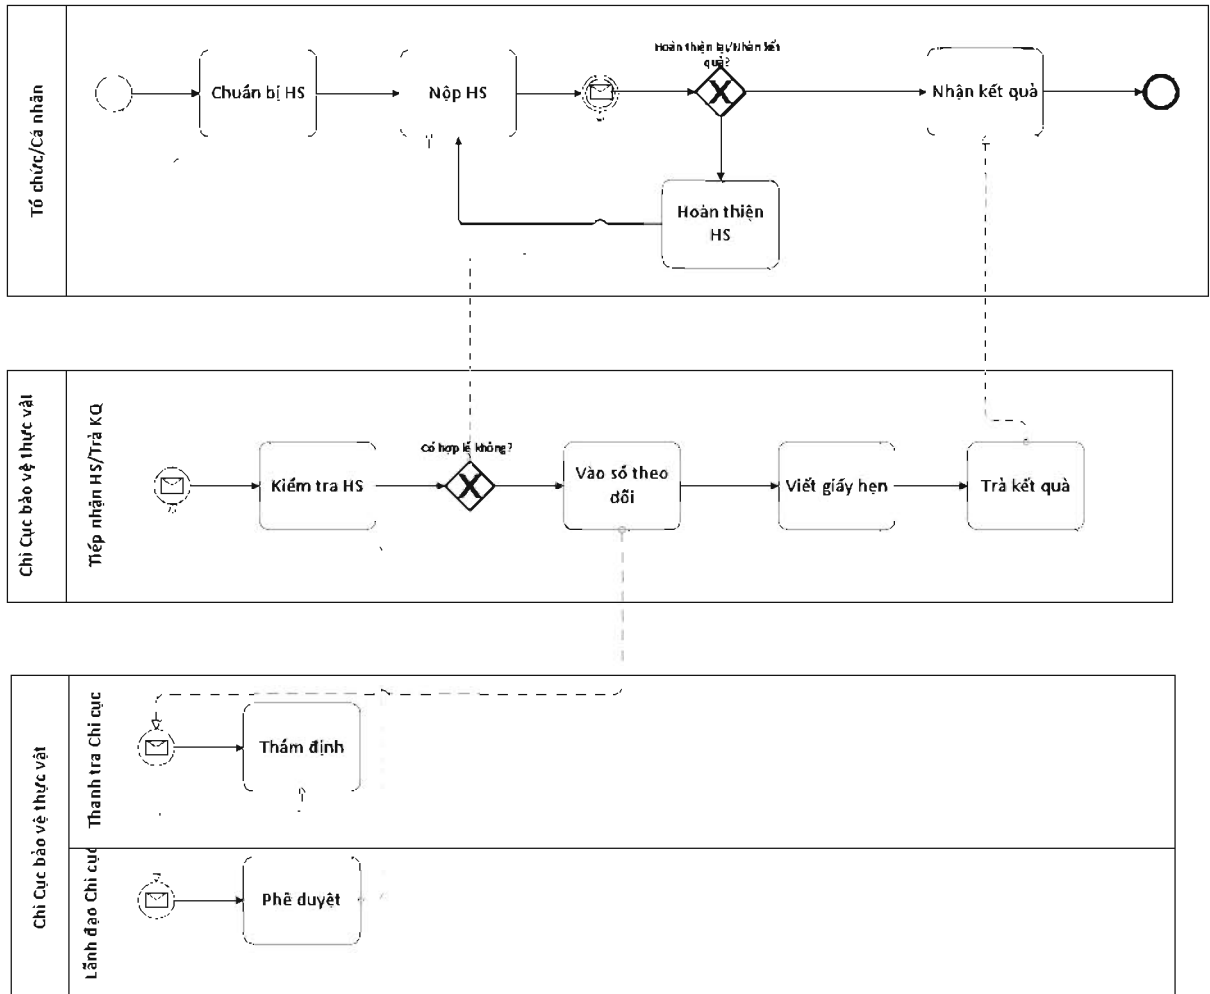 Tổ chức/Cá nhân
Chuẩn bị HS
Nộp HS
Hoàn thiện lại/Nhận kết
quả?
Nhận kết quả
Hoàn thiện
HS
Chi Cục bảo vệ thực vật
Tiếp nhận HS/Trả KQ
Kiểm tra HS
Có hợp lệ không?
Vào sổ theo
dõi
Viết giấy hẹn
Trả kết quả
Chi Cục bảo vệ thực vật
Thanh tra Chi cục
Thẩm định
Lãnh đạo Chi cục
Phê duyệt